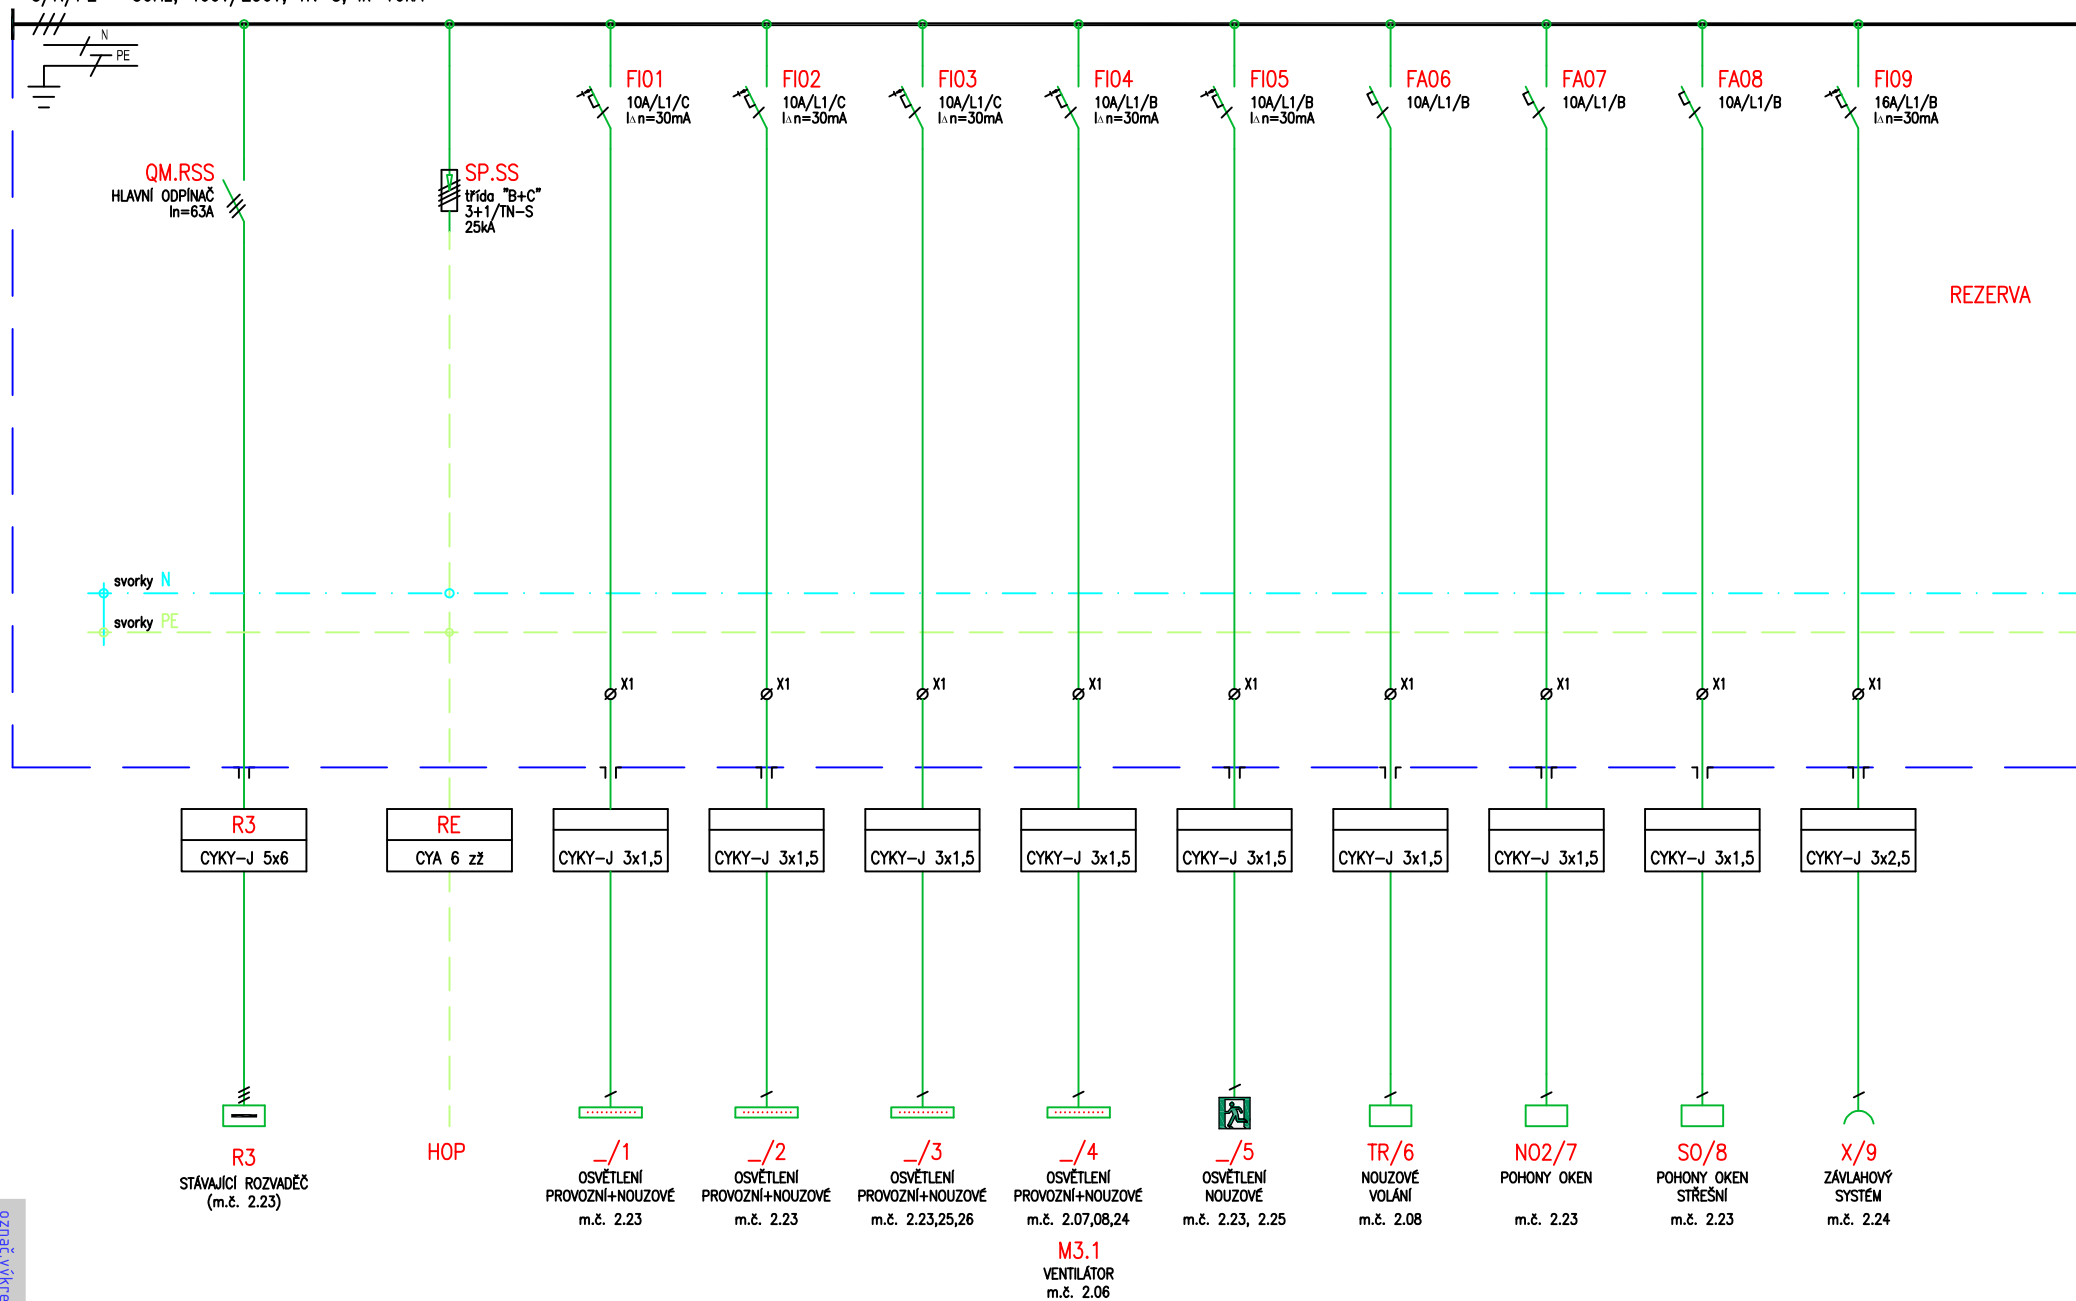 N
PE
QM.RSS
HLAVNÍ ODPÍNAČ
In=63A
SP.SS
třída "B+C"
3+1/TN-S
25kA
FI01
10A/L1/C
I△n=30mA
FI02
10A/L1/C
I△n=30mA
FI03
10A/L1/C
I△n=30mA
FI04
10A/L1/B
I△n=30mA
FI05
10A/L1/B
I△n=30mA
FA06
10A/L1/B
FA07
10A/L1/B
FA08
10A/L1/B
FI09
16A/L1/B
I△n=30mA
REZERVA
svorky N
svorky PE
X1
X1
X1
X1
X1
X1
X1
X1
X1
R3
CYKY-J 5x6
RE
CYA 6 zž
CYKY-J 3x1,5
CYKY-J 3x1,5
CYKY-J 3x1,5
CYKY-J 3x1,5
CYKY-J 3x1,5
CYKY-J 3x1,5
CYKY-J 3x1,5
CYKY-J 3x1,5
CYKY-J 3x2,5
R3
STÁVAJÍCÍ ROZVADĚČ
(m.č. 2.23)
HOP
_/1
OSVĚTLENÍ
PROVOZNÍ+NOUZOVÉ
m.č. 2.23
_/2
OSVĚTLENÍ
PROVOZNÍ+NOUZOVÉ
m.č. 2.23
_/3
OSVĚTLENÍ
PROVOZNÍ+NOUZOVÉ
m.č. 2.23,25,26
_/4
OSVĚTLENÍ
PROVOZNÍ+NOUZOVÉ
m.č. 2.07,08,24
M3.1
VENTILÁTOR
m.č. 2.06
_/5
OSVĚTLENÍ
NOUZOVÉ
m.č. 2.23, 2.25
TR/6
NOUZOVÉ
VOLÁNÍ
m.č. 2.08
NO2/7
POHONY OKEN
m.č. 2.23
SO/8
POHONY OKEN
STŘEŠNÍ
m.č. 2.23
X/9
ZÁVLAHOVÝ
SYSTÉM
m.č. 2.24